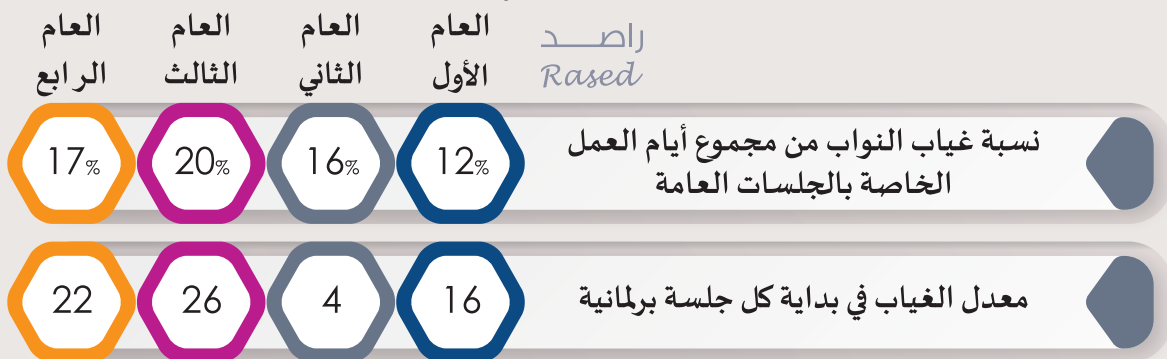 راصد
Rased
العام الأول
العام الثاني
العام الثالث
العام الرابع
نسبة غياب النواب من مجموع أيام العمل
الخاصة بالجلسات العامة
12%
16%
20%
17%
معدل الغياب في بداية كل جلسة برلمانية
16
4
26
22